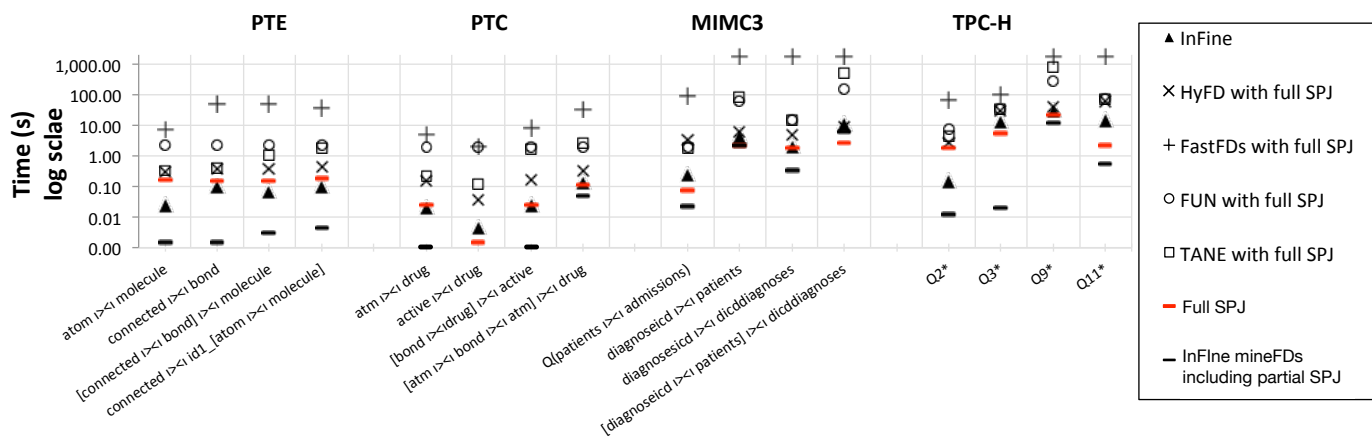 PTE
PTC
MIMC3
TPC-H
Time (s)
log sclae
1,000.00
100.00
10.00
1.00
0.10
0.01
0.00
atom ı><ı molecule
connected ı><ı bond
[connected ı><ı bond] ı><ı molecule
connected ı><ı id1_[atom ı><ı molecule]
atm ı><ı drug
active ı><ı drug
[bond ı><ıdrug] ı><ı active
[atm ı><ı bond ı><ı atm] ı><ı drug
Q(patients ı><ı admissions)
diagnoseicd ı><ı patients
diagnosesicd ı><ı dicddiagnoses
[diagnoseicd ı><ı patients] ı><ı dicddiagnoses
Q2*
Q3*
Q9*
Q11*
InFine
HyFD with full SPJ
FastFDs with full SPJ
FUN with full SPJ
TANE with full SPJ
Full SPJ
InFIne mineFDs
including partial SPJ